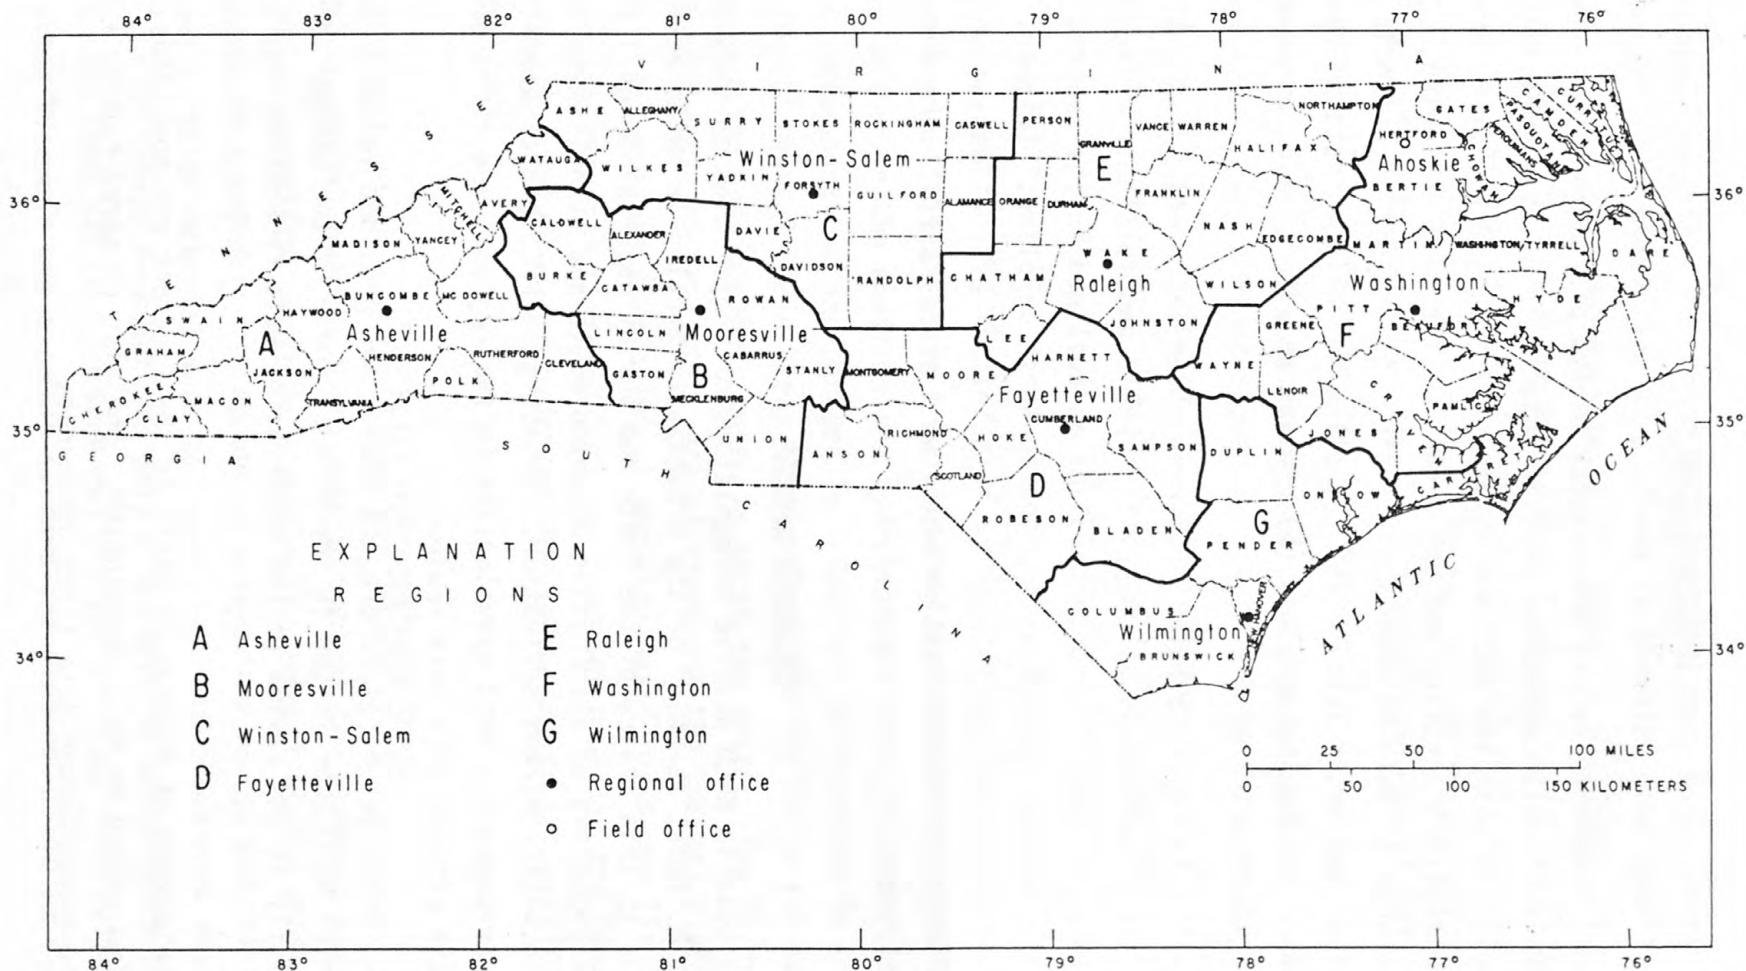 84° 83° 82° 81° 80° 79° 78° 77° 76°
VIRGINIA
TENNESSEE
ASHE ALLEGHANY SURRY STOKES ROCKINGHAM CASWELL PERSON GRANVILLE VANCE WARREN NORTHAMPTON GATES CAMDEN CURRITUCK
HERTFORD PASQUOTANK PERQUIMANS CHOWAN
WATAUGA WILKES YADKIN FORSYTH GUILFORD ALAMANCE ORANGE DURHAM FRANKLIN HALIFAX BERTIE
Winston-Salem
E
Ahoskie
36° 36°
MITCHELL AVERY CALDWELL ALEXANDER DAVIE C NASH EDGECOMBE MARTIN WASHINGTON TYRRELL DARE
MADISON YANCEY IREDELL WAKE
BURKE CATAWBA DAVIDSON RANDOLPH CHATHAM WILSON
ROWAN Raleigh Washington
BUNCOMBE MCDOWELL PITT HYDE
SWAIN HAYWOOD LINCOLN JOHNSTON GREENE BEAUFORT
Asheville Mooresville
A F
GRAHAM HENDERSON RUTHERFORD CLEVELAND CABARRUS LEE HARNETT
JACKSON GASTON B STANLY MONTGOMERY MOORE WAYNE
CHEROKEE MACON TRANSYLVANIA POLK MECKLENBURG LENOIR
Fayetteville
CLAY CUMBERLAND CRAVEN PAMLICO
35° 35°
UNION ANSON RICHMOND HOKE SAMPSON DUPLIN JONES
GEORGIA
SOUTH CAROLINA
SCOTLAND D ONSLOW CARTERET
OCEAN
ROBESON BLADEN G
PENDER
ATLANTIC
COLUMBUS NEW HANOVER
Wilmington
BRUNSWICK
34° 34°
EXPLANATION
REGIONS
A Asheville
B Mooresville
C Winston-Salem
D Fayetteville
E Raleigh
F Washington
G Wilmington
Regional office
Field office
0 25 50 100 MILES
0 50 100 150 KILOMETERS
84° 83° 82° 81° 80° 79° 78° 77° 76°